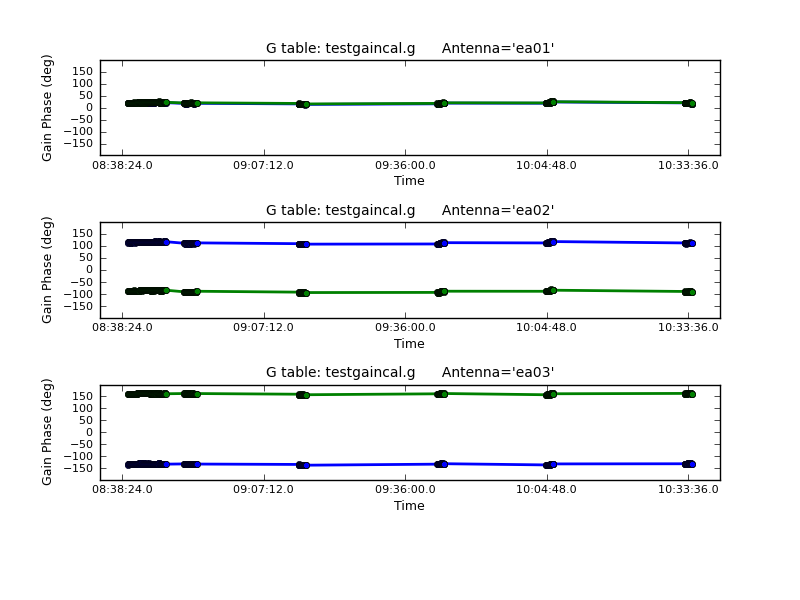 G table: testgaincal.g Antenna='ea01'
Gain Phase (deg)
150
100
50
0
−50
−100
−150
08:38:24.0 09:07:12.0 09:36:00.0 10:04:48.0 10:33:36.0
Time
G table: testgaincal.g Antenna='ea02'
Gain Phase (deg)
150
100
50
0
−50
−100
−150
08:38:24.0 09:07:12.0 09:36:00.0 10:04:48.0 10:33:36.0
Time
G table: testgaincal.g Antenna='ea03'
Gain Phase (deg)
150
100
50
0
−50
−100
−150
08:38:24.0 09:07:12.0 09:36:00.0 10:04:48.0 10:33:36.0
Time